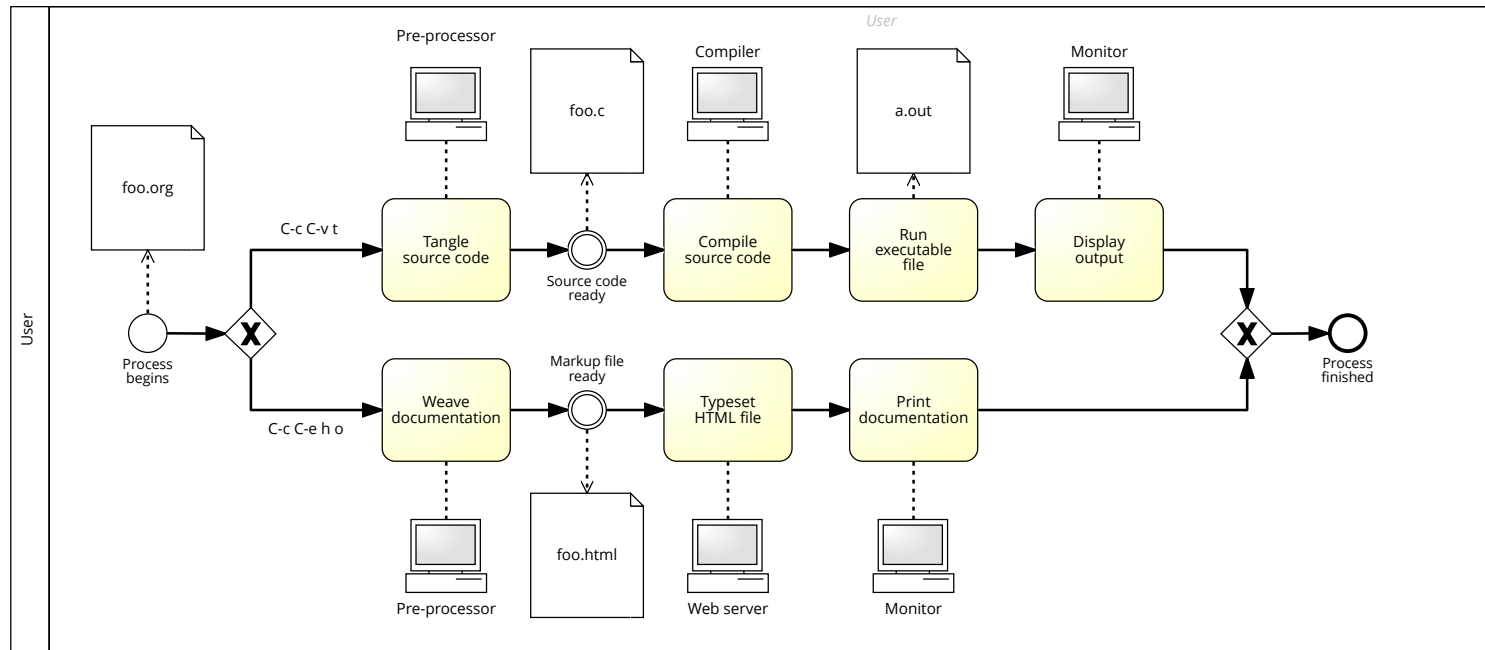 User
User
Pre-processor
Compiler
Monitor
foo.c
a.out
foo.org
C-c C-v t
Tangle
source code
Compile
source code
Run
executable
file
Display
output
Source code
ready
X
X
Process
begins
Process
finished
Markup file
ready
Weave
documentation
Typeset
HTML file
Print
documentation
C-c C-e h o
foo.html
Pre-processor
Web server
Monitor